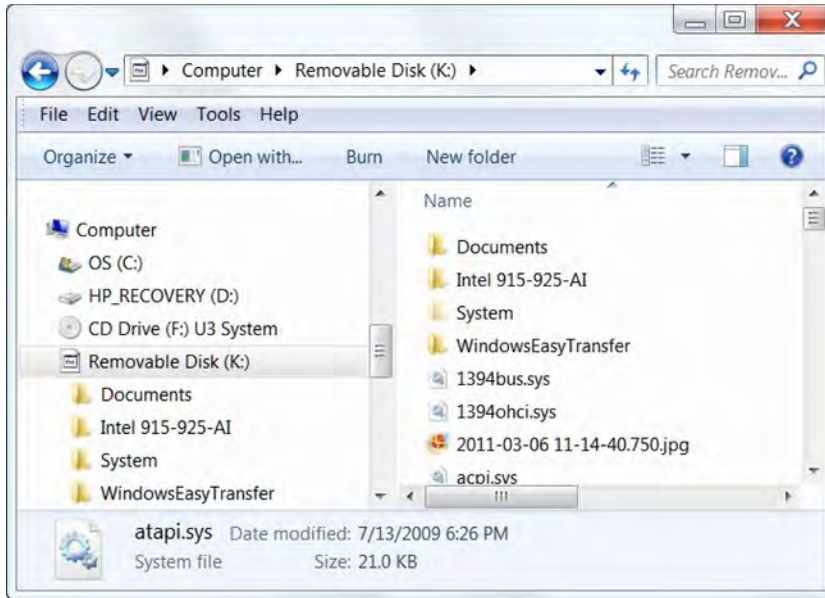 Computer ▸ Removable Disk (K:) ▸ Search Remov...
File Edit View Tools Help
Organize Open with... Burn New folder
Name
Computer
OS (C:)
HP_RECOVERY (D:)
CD Drive (F:) U3 System
Removable Disk (K:)
Documents
Intel 915-925-AI
System
WindowsEasyTransfer
Documents
Intel 915-925-AI
System
WindowsEasyTransfer
1394bus.sys
1394ohci.sys
2011-03-06 11-14-40.750.jpg
acpi.sys
atapi.sys Date modified: 7/13/2009 6:26 PM
System file Size: 21.0 KB